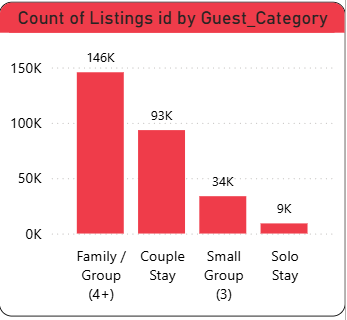 Count of Listings id by Guest_Category
150K
100K
50K
0K
146K
93K
34K
9K
Family /
Group
(4+)
Couple
Stay
Small
Group
(3)
Solo
Stay